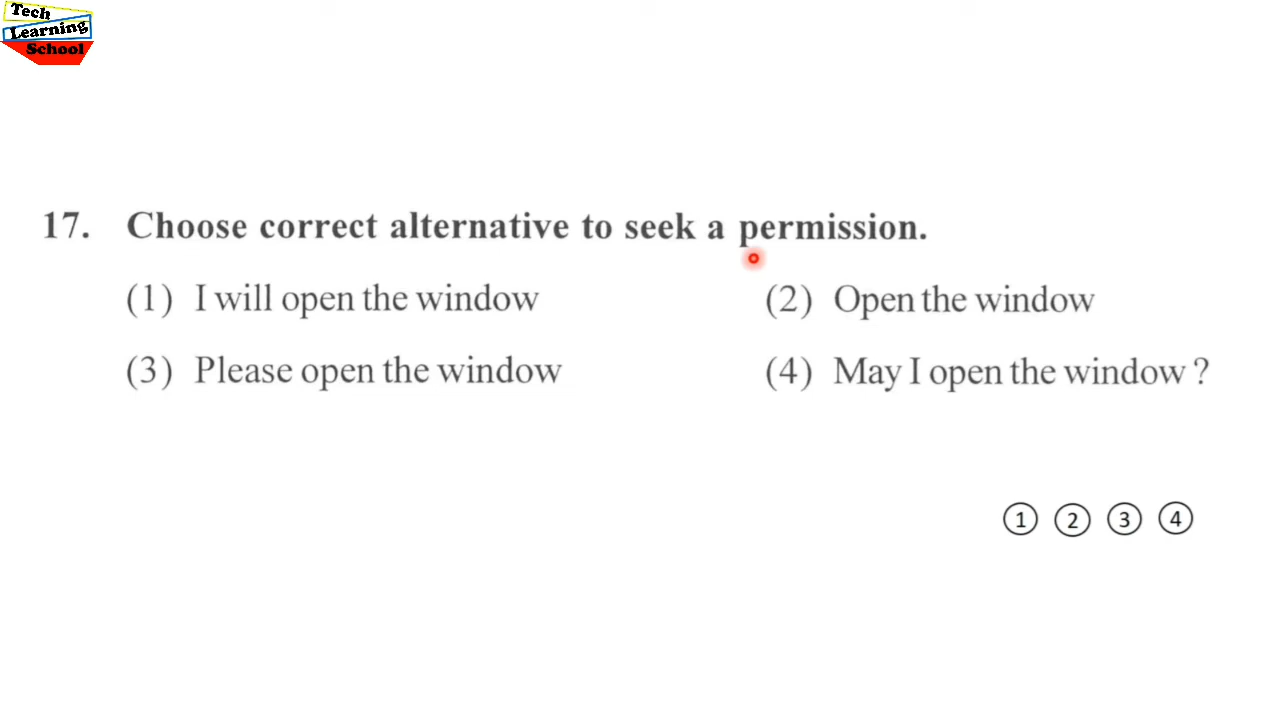 Tech
Learning
School
17. Choose correct alternative to seek a permission.
(1) I will open the window (2) Open the window
(3) Please open the window (4) May I open the window ?
1 2 3 4